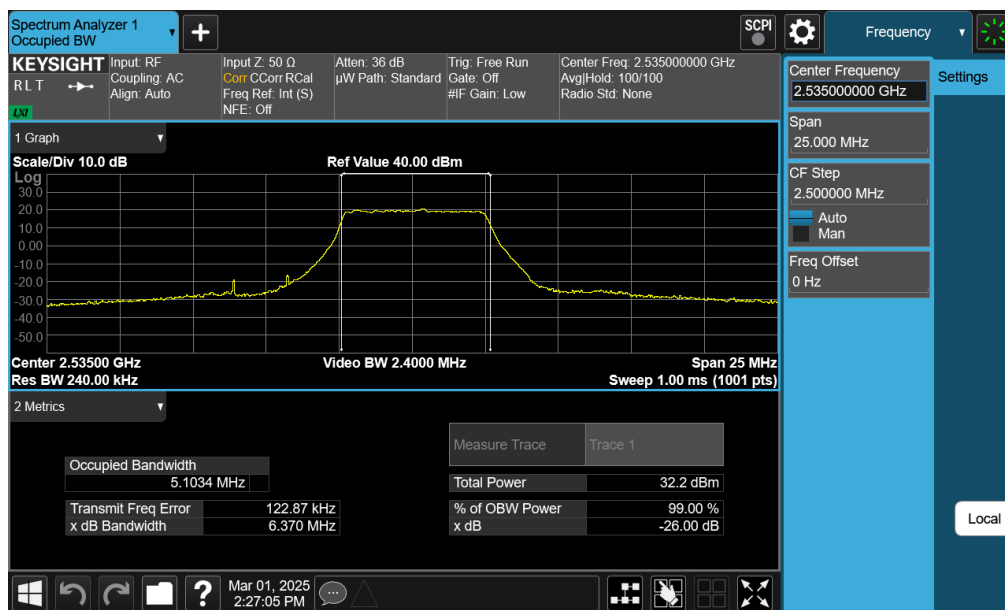 Spectrum Analyzer 1
Occupied BW
+
SCPI
Frequency
KEYSIGHT
RLT
LXI
Input: RF
Coupling: AC
Align: Auto
Input Z: 50 Ω
Corr CCorr RCal
Freq Ref: Int (S)
NFE: Off
Atten: 36 dB
µW Path: Standard
Trig: Free Run
Gate: Off
#IF Gain: Low
Center Freq: 2.535000000 GHz
Avg|Hold: 100/100
Radio Std: None
Center Frequency
2.535000000 GHz
Settings
Span
25.000 MHz
CF Step
2.500000 MHz
Auto
Man
Freq Offset
0 Hz
Local
1 Graph
Scale/Div 10.0 dB
Ref Value 40.00 dBm
Log
30.0
20.0
10.0
0.00
-10.0
-20.0
-30.0
-40.0
-50.0
Center 2.53500 GHz
Video BW 2.4000 MHz
Span 25 MHz
Res BW 240.00 kHz
Sweep 1.00 ms (1001 pts)
2 Metrics
Measure Trace
Trace 1
Occupied Bandwidth
5.1034 MHz
Total Power
32.2 dBm
Transmit Freq Error
122.87 kHz
% of OBW Power
99.00 %
x dB Bandwidth
6.370 MHz
x dB
-26.00 dB
?
Mar 01, 2025
2:27:05 PM